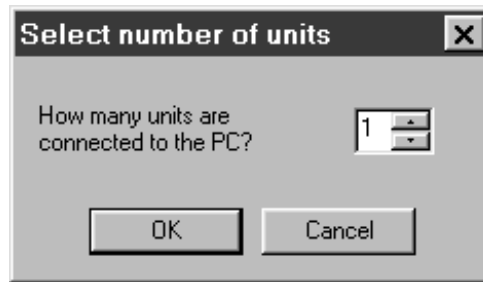 Select number of units
How many units are
connected to the PC?
1
OK
Cancel